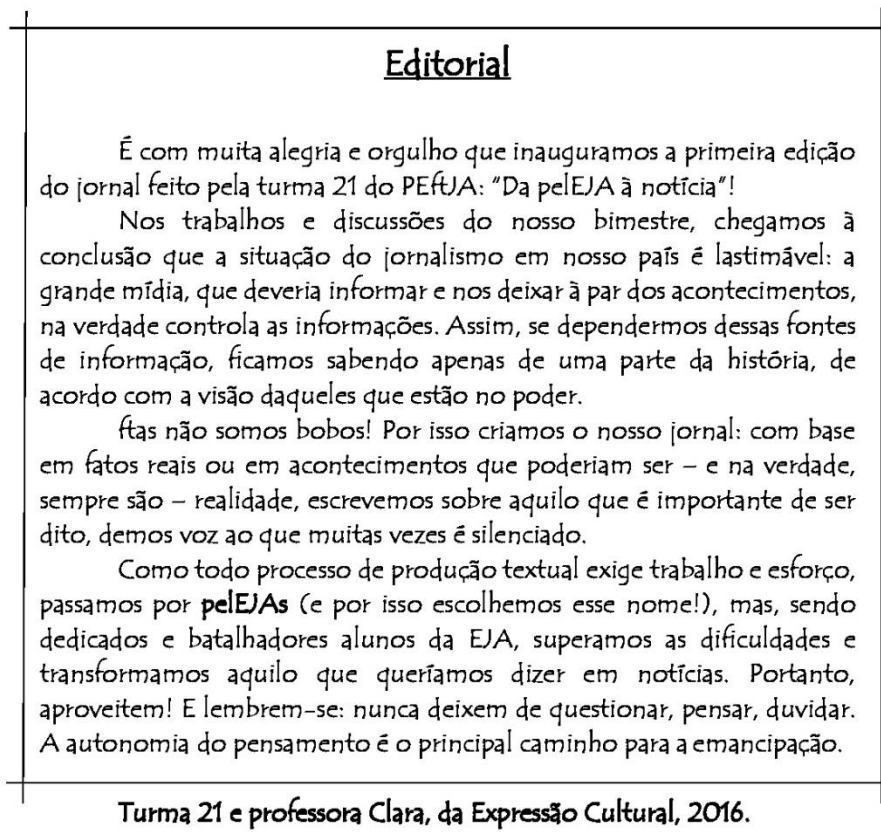 Editorial
É com muita alegria e orgulho que inauguramos a primeira edição
do jornal feito pela turma 21 do PEftJA: "Da pelEJA à notícia"!
Nos trabalhos e discussões do nosso bimestre, chegamos à
conclusão que a situação do jornalismo em nosso país é lastimável: a
grande mídia, que deveria informar e nos deixar à par dos acontecimentos,
na verdade controla as informações. Assim, se dependermos dessas fontes
de informação, ficamos sabendo apenas de uma parte da história, de
acordo com a visão daqueles que estão no poder.
ftas não somos bobos! Por isso criamos o nosso jornal: com base
em fatos reais ou em acontecimentos que poderiam ser – e na verdade,
sempre são – realidade, escrevemos sobre aquilo que é importante de ser
dito, demos voz ao que muitas vezes é silenciado.
Como todo processo de produção textual exige trabalho e esforço,
passamos por pelEJAs (e por isso escolhemos esse nome!), mas, sendo
dedicados e batalhadores alunos da EJA, superamos as dificuldades e
transformamos aquilo que queríamos dizer em notícias. Portanto,
aproveitem! E lembrem-se: nunca deixem de questionar, pensar, duvidar.
A autonomia do pensamento é o principal caminho para a emancipação.
Turma 21 e professora Clara, da Expressão Cultural, 2016.